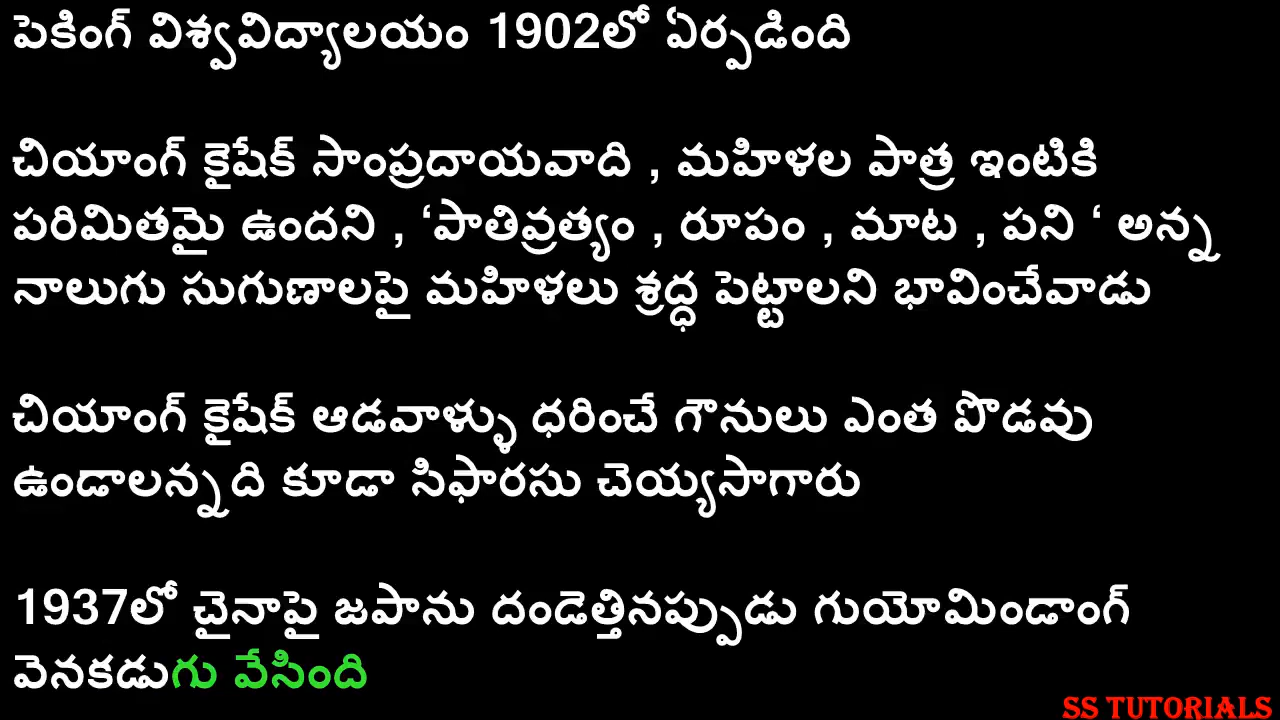 పెకింగ్ విశ్వవిద్యాలయం 1902లో ఏర్పడింది
చియాంగ్ కైషేక్ సాంప్రదాయవాది , మహిళల పాత్ర ఇంటికి
పరిమితమై ఉందని , ‘పాతివ్రత్యం , రూపం , మాట , పని ‘ అన్న
నాలుగు సుగుణాలపై మహిళలు శ్రద్ధ పెట్టాలని భావించేవాడు
చియాంగ్ కైషేక్ ఆడవాళ్ళు ధరించే గౌనులు ఎంత పొడవు
ఉండాలన్నది కూడా సిఫారసు చెయ్యసాగారు
1937లో చైనాపై జపాను దండెత్తినప్పుడు గుయోమిండాంగ్
వెనకడుగు వేసింది
SS TUTORIALS